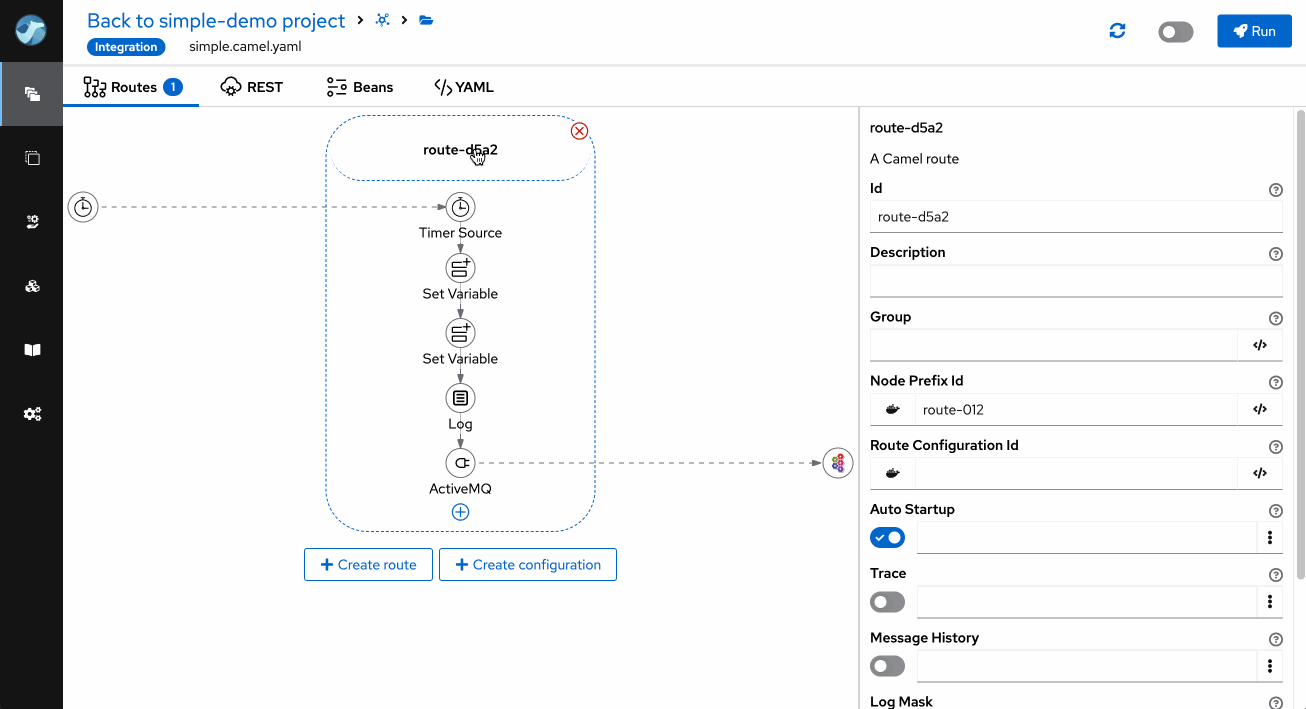 Back to simple-demo project
Integration simple.camel.yaml
Run
Routes 1 REST Beans YAML
route-d5a2
Timer Source
Set Variable
Set Variable
Log
ActiveMQ
Create route Create configuration
route-d5a2
A Camel route
Id
route-d5a2
Description
Group
Node Prefix Id
route-012
Route Configuration Id
Auto Startup
Trace
Message History
Log Mask